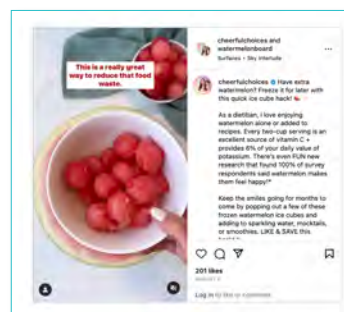 This is a really great
way to reduce that food
waste.
cheerfulchoices and
watermelonboard
Surfaces • Sky Interlude
cheerfulchoices Have extra
watermelon? Freeze it for later with
this quick ice cube hack!
As a dietitian, I love enjoying
watermelon alone or added to
recipes. Every two-cup serving is an
excellent source of vitamin C +
provides 6% of your daily value of
potassium. There's even FUN new
research that found 100% of survey
respondents said watermelon makes
them feel happy!*
Keep the smiles going for months to
come by popping out a few of these
frozen watermelon ice cubes and
adding to sparkling water, mocktails,
or smoothies. LIKE & SAVE this
201 likes
Log in to like or comment.